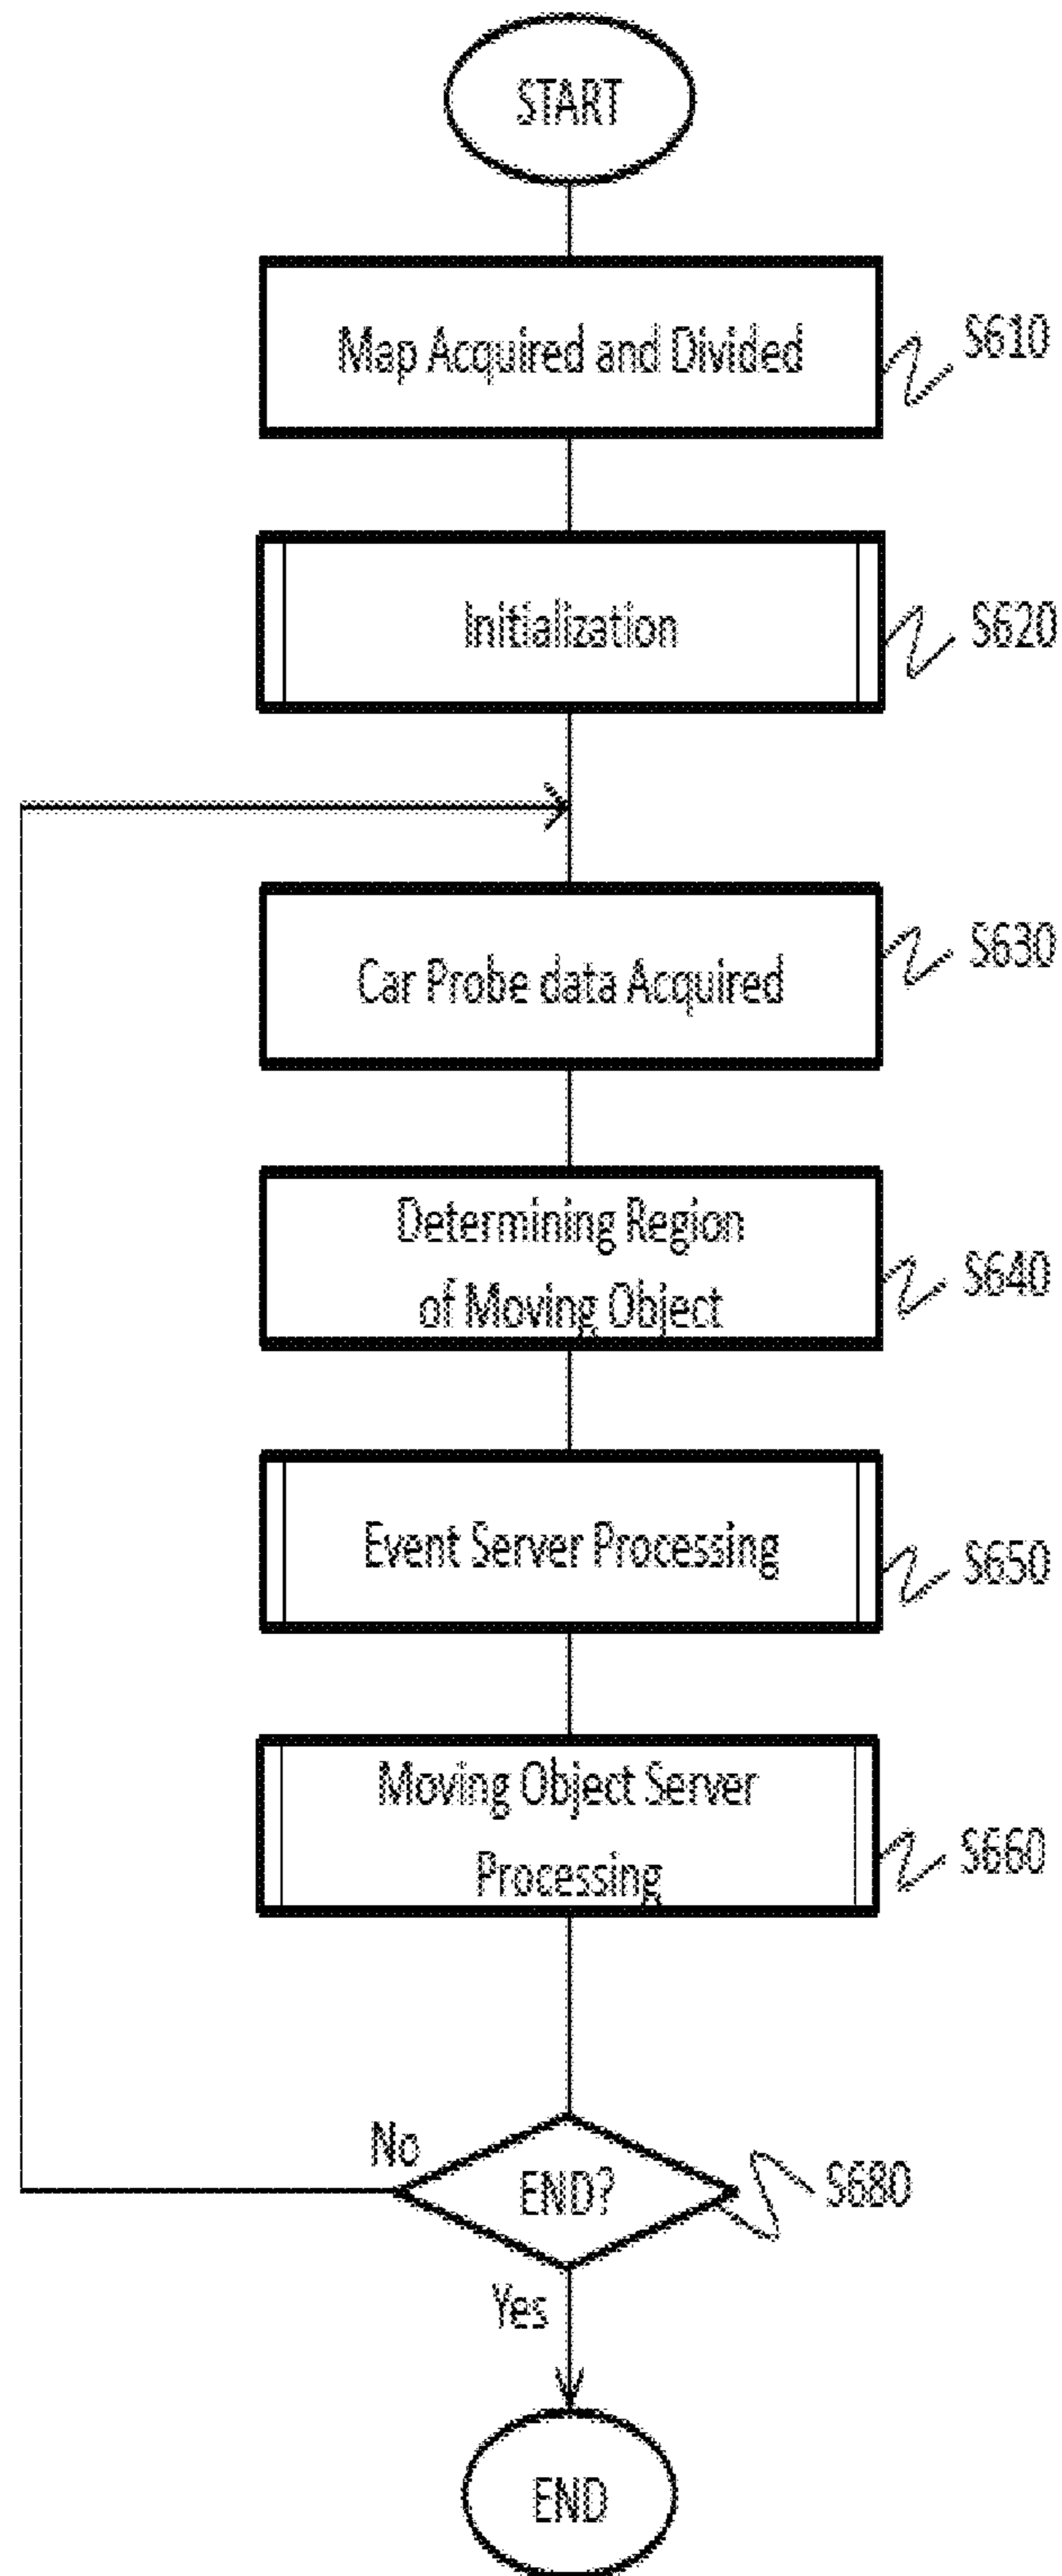 START
Map Acquired and Divided
S610
Initialization
S620
Car Probe data Acquired
S630
Determining Region
of Moving Object
S640
Event Server Processing
S650
Moving Object Server
Processing
S660
No
END?
S680
Yes
END